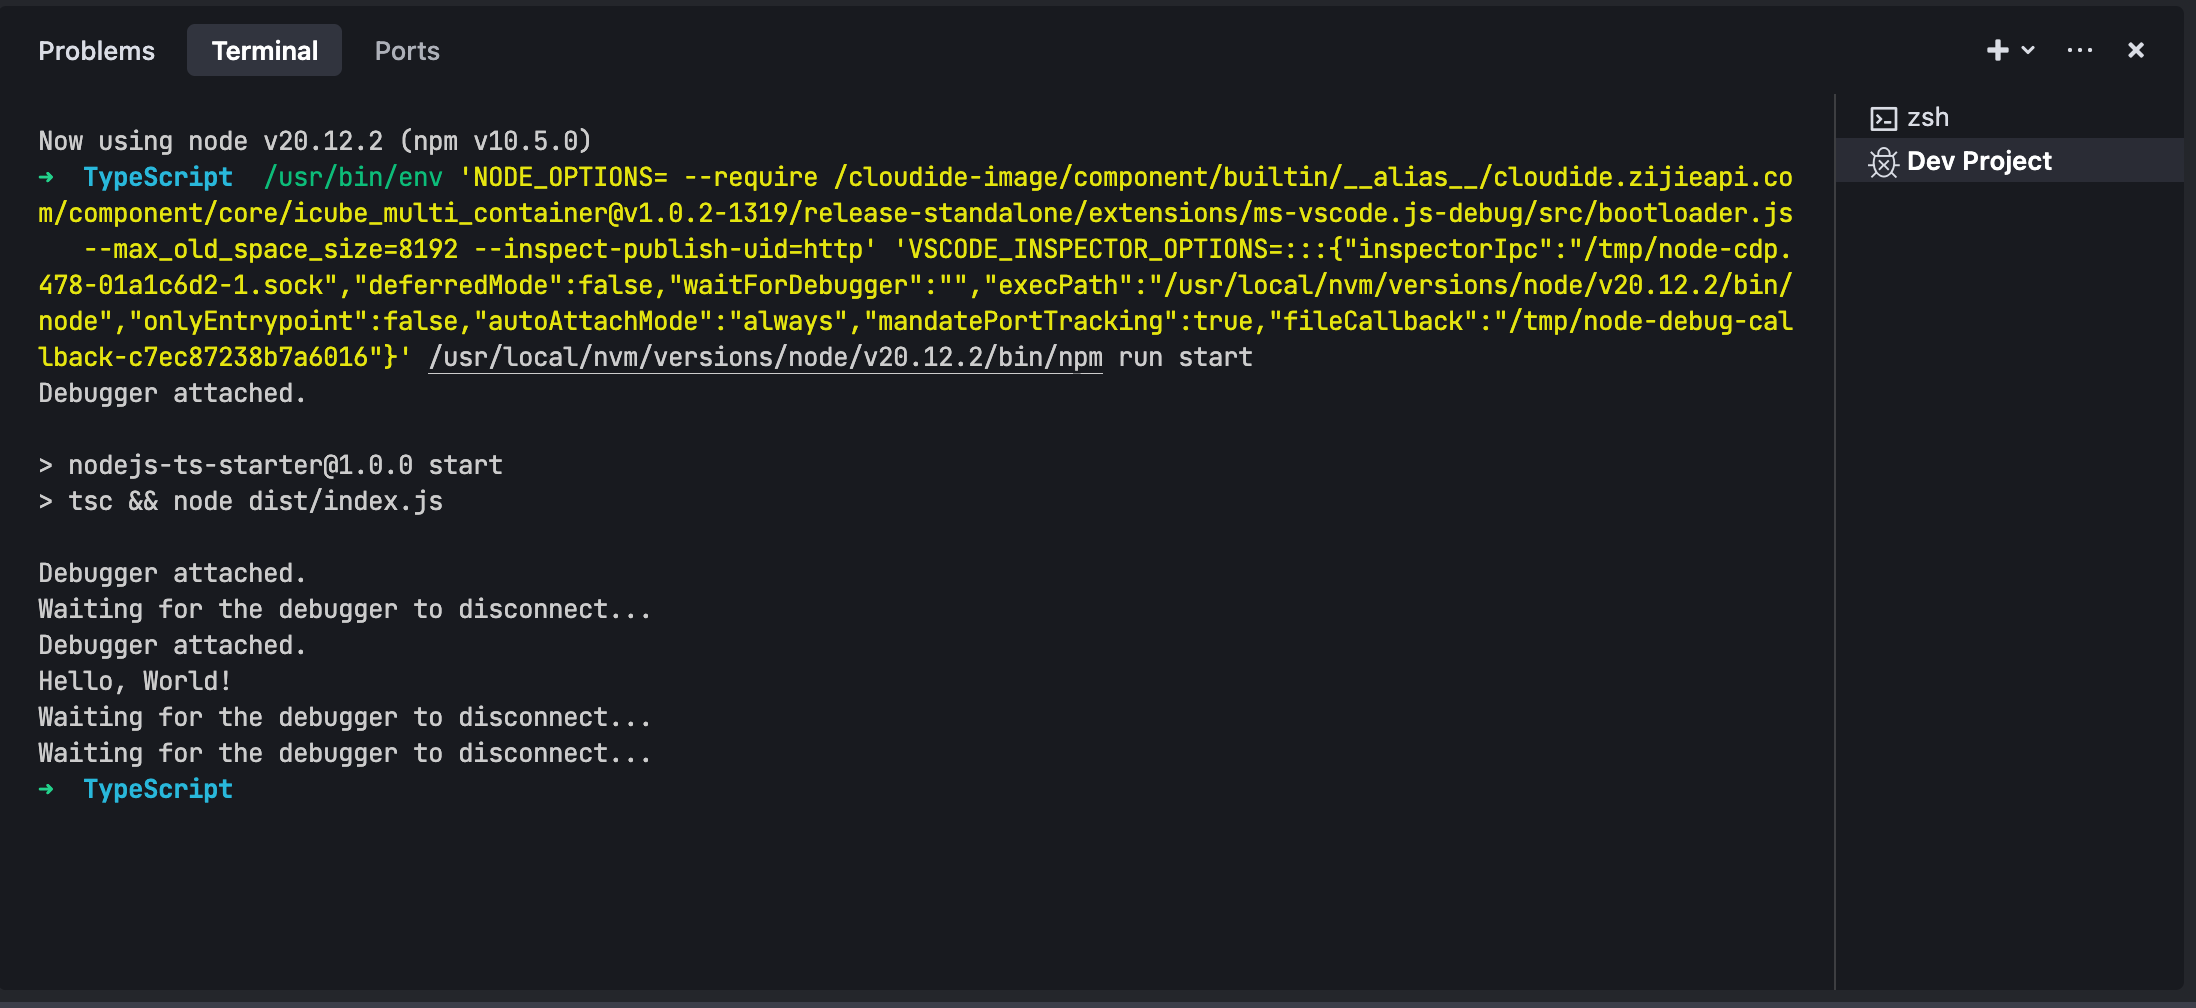 Problems Terminal Ports
zsh
Dev Project
Now using node v20.12.2 (npm v10.5.0)
➜  TypeScript  /usr/bin/env 'NODE_OPTIONS= --require /cloudide-image/component/builtin/__alias__/cloudide.zijieapi.co
m/component/core/icube_multi_container@v1.0.2-1319/release-standalone/extensions/ms-vscode.js-debug/src/bootloader.js
   --max_old_space_size=8192 --inspect-publish-uid=http' 'VSCODE_INSPECTOR_OPTIONS=:::{"inspectorIpc":"/tmp/node-cdp.
478-01a1c6d2-1.sock","deferredMode":false,"waitForDebugger":"","execPath":"/usr/local/nvm/versions/node/v20.12.2/bin/
node","onlyEntrypoint":false,"autoAttachMode":"always","mandatePortTracking":true,"fileCallback":"/tmp/node-debug-cal
lback-c7ec87238b7a6016"}' /usr/local/nvm/versions/node/v20.12.2/bin/npm run start
Debugger attached.
> nodejs-ts-starter@1.0.0 start
> tsc && node dist/index.js
Debugger attached.
Waiting for the debugger to disconnect...
Debugger attached.
Hello, World!
Waiting for the debugger to disconnect...
Waiting for the debugger to disconnect...
➜  TypeScript